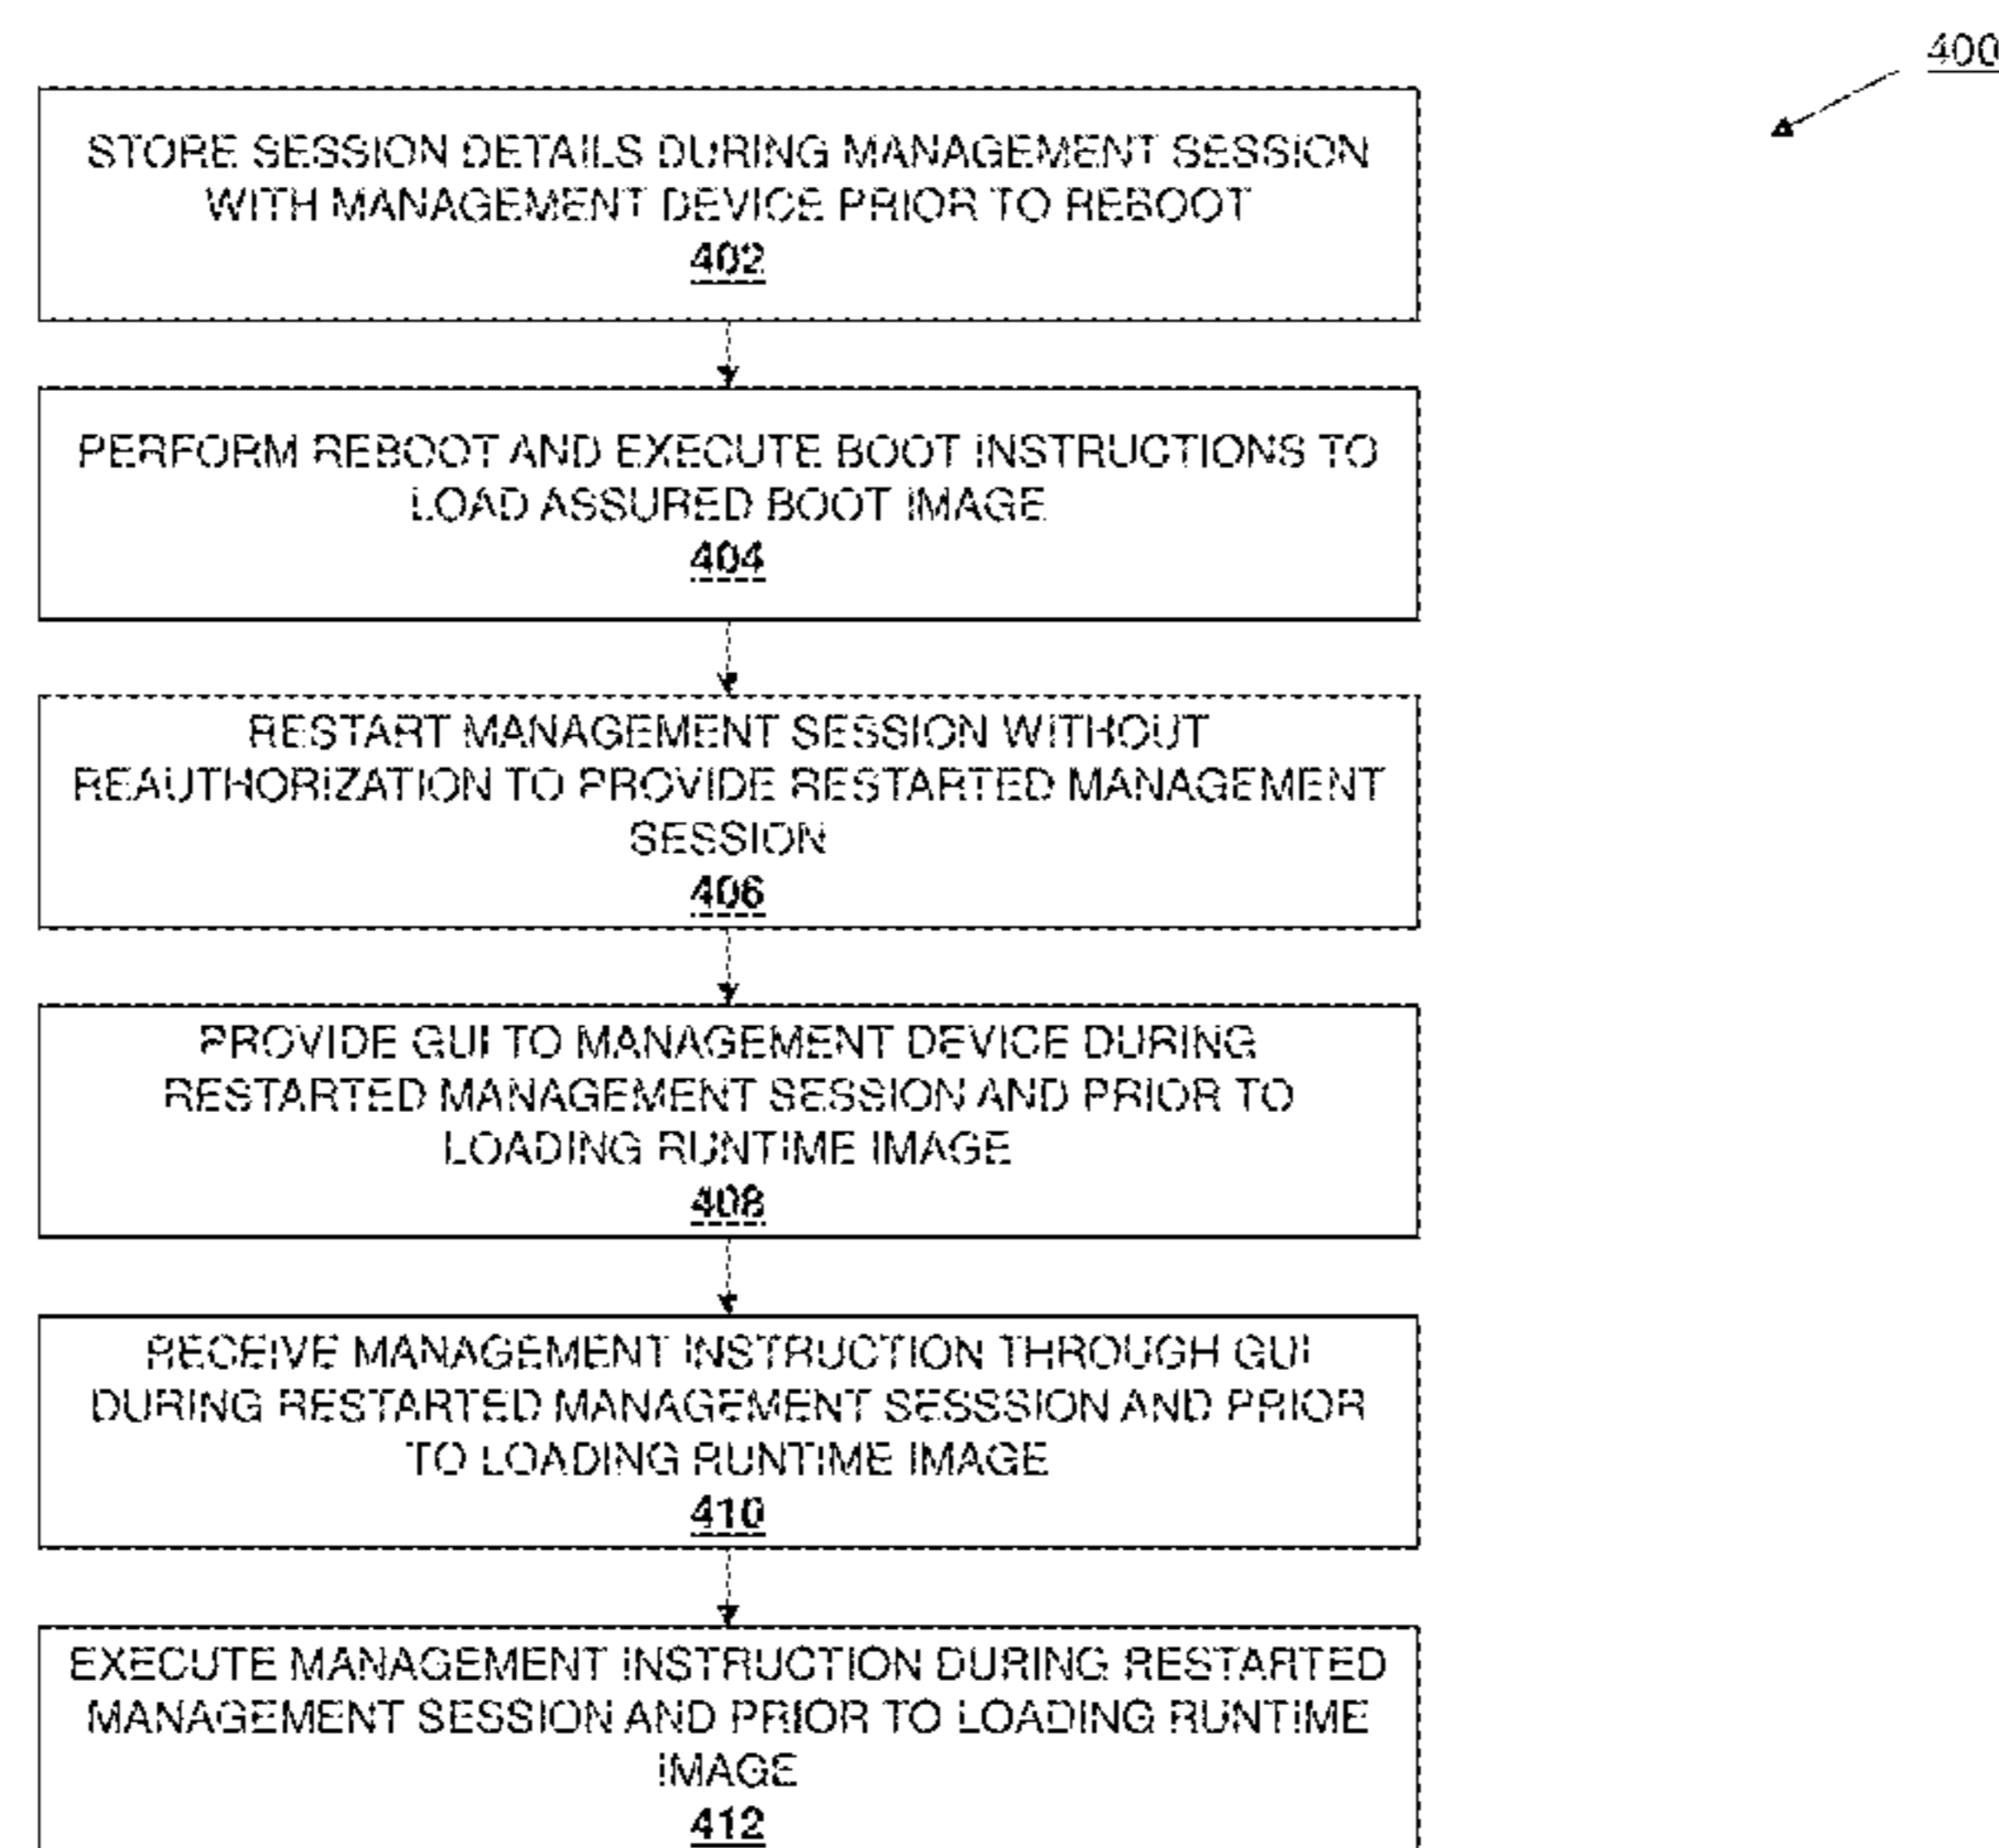 400
STORE SESSION DETAILS DURING MANAGEMENT SESSION
WITH MANAGEMENT DEVICE PRIOR TO REBOOT
402
PERFORM REBOOT AND EXECUTE BOOT INSTRUCTIONS TO
LOAD ASSURED BOOT IMAGE
404
RESTART MANAGEMENT SESSION WITHOUT
REAUTHORIZATION TO PROVIDE RESTARTED MANAGEMENT
SESSION
406
PROVIDE GUI TO MANAGEMENT DEVICE DURING
RESTARTED MANAGEMENT SESSION AND PRIOR TO
LOADING RUNTIME IMAGE
408
RECEIVE MANAGEMENT INSTRUCTION THROUGH GUI
DURING RESTARTED MANAGEMENT SESSSION AND PRIOR
TO LOADING RUNTIME IMAGE
410
EXECUTE MANAGEMENT INSTRUCTION DURING RESTARTED
MANAGEMENT SESSION AND PRIOR TO LOADING RUNTIME
IMAGE
412